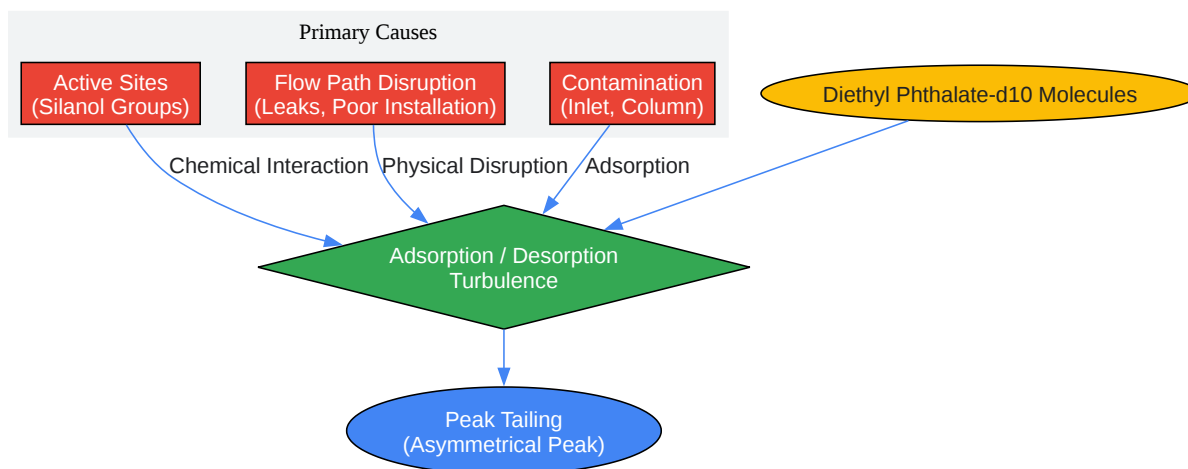 Primary Causes
Active Sites
(Silanol Groups)
Flow Path Disruption
(Leaks, Poor Installation)
Contamination
(Inlet, Column)
Diethyl Phthalate-d10 Molecules
Chemical Interaction
Physical Disruption
Adsorption
Adsorption / Desorption
Turbulence
Peak Tailing
(Asymmetrical Peak)